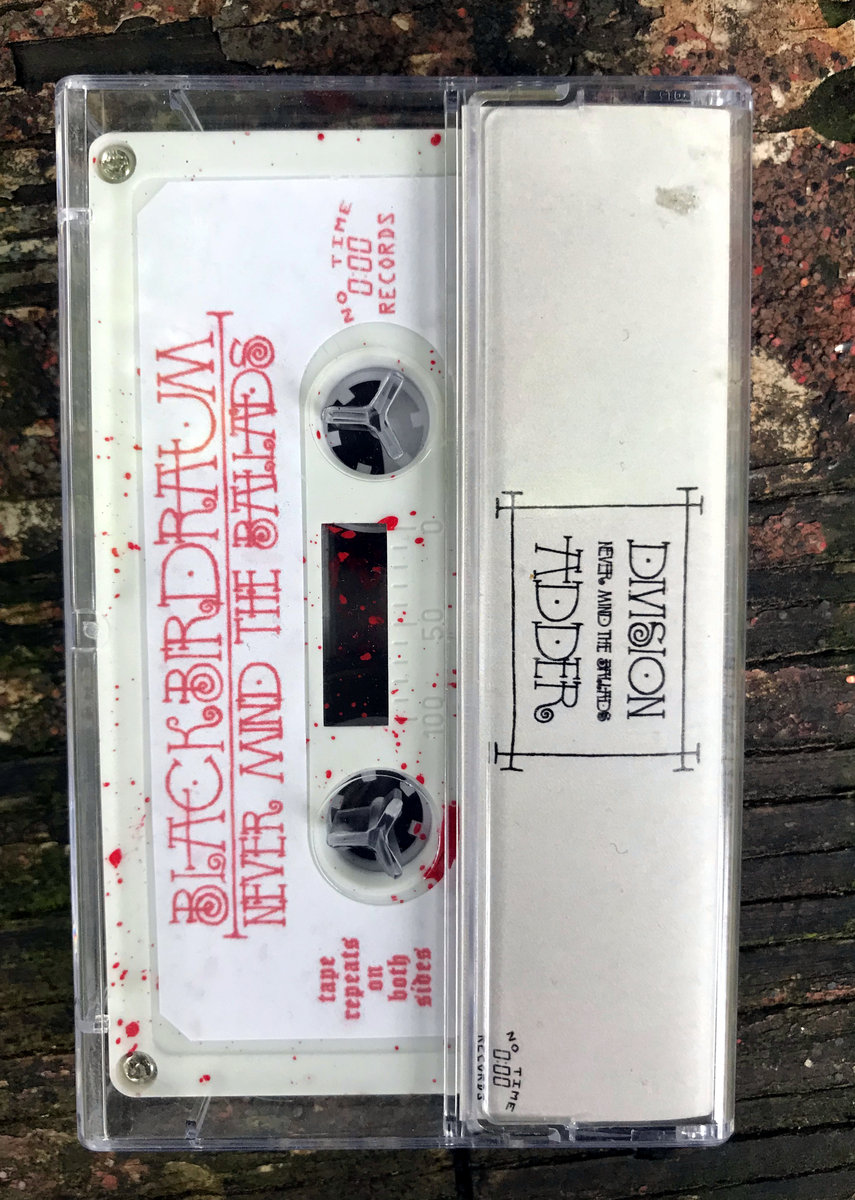 BLACKBIRDRAUM
NEVER MIND THE BALLADS
NO TIME
0:00
RECORDS
tape
repeats
on
both
sides
100 50 0
DIVISION
NEVER MIND THE BALLADS
ADDER
NO TIME
0:00
RECORDS